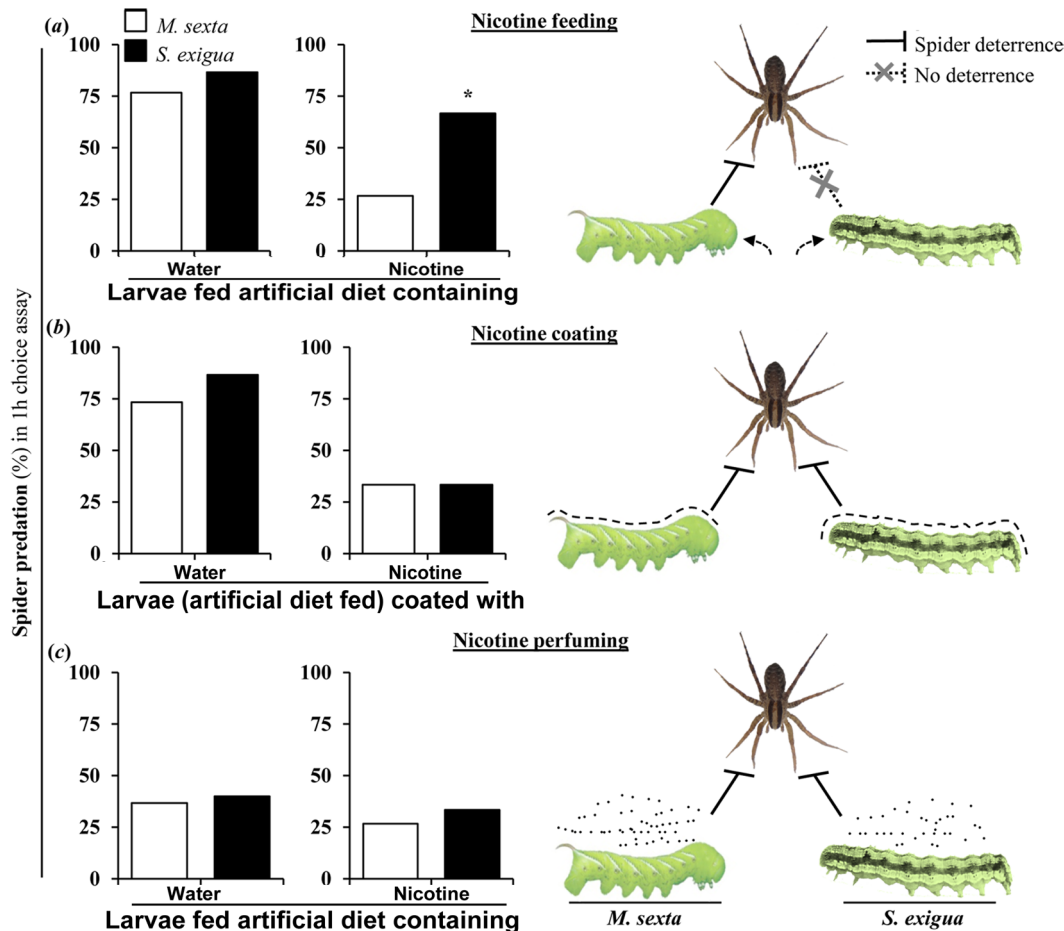 (a)
M. sexta
S. exigua
Nicotine feeding
Spider deterrence
No deterrence
100
75
50
25
0
Water
100
75
50
25
0
*
Nicotine
Larvae fed artificial diet containing
(b)
Nicotine coating
100
75
50
25
0
Water
100
75
50
25
0
Nicotine
Larvae (artificial diet fed) coated with
(c)
Nicotine perfuming
100
75
50
25
0
Water
100
75
50
25
0
Nicotine
Larvae fed artificial diet containing
M. sexta
S. exigua
Spider predation (%) in 1h choice assay